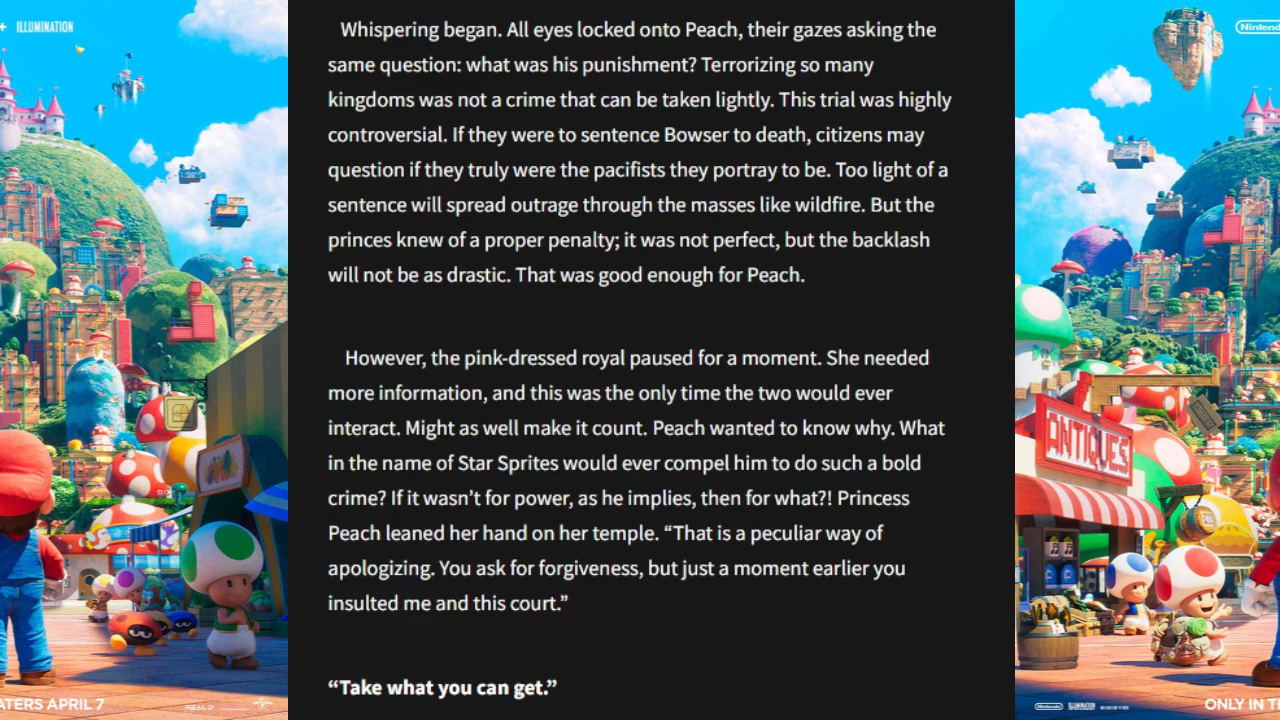 ILLUMINATION
Nintend
Whispering began. All eyes locked onto Peach, their gazes asking the
same question: what was his punishment? Terrorizing so many
kingdoms was not a crime that can be taken lightly. This trial was highly
controversial. If they were to sentence Bowser to death, citizens may
question if they truly were the pacifists they portray to be. Too light of a
sentence will spread outrage through the masses like wildfire. But the
princes knew of a proper penalty; it was not perfect, but the backlash
will not be as drastic. That was good enough for Peach.
However, the pink-dressed royal paused for a moment. She needed
more information, and this was the only time the two would ever
interact. Might as well make it count. Peach wanted to know why. What
in the name of Star Sprites would ever compel him to do such a bold
crime? If it wasn’t for power, as he implies, then for what?! Princess
Peach leaned her hand on her temple. “That is a peculiar way of
apologizing. You ask for forgiveness, but just a moment earlier you
insulted me and this court.”
“Take what you can get.”
ANTIQUES
ATERS APRIL 7
REALD
Nintendo
ILLUMINATION
ONLY IN T